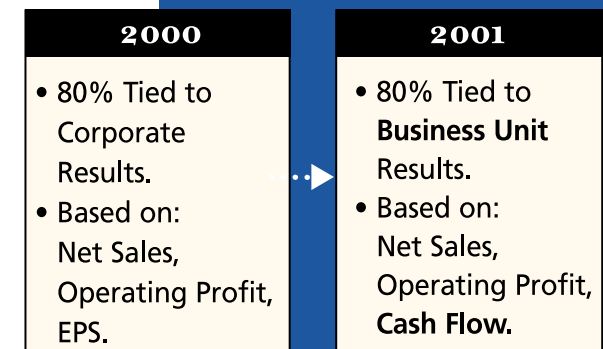 2000
• 80% Tied to
Corporate
Results.
• Based on:
Net Sales,
Operating Profit,
EPS.
2001
• 80% Tied to
Business Unit
Results.
• Based on:
Net Sales,
Operating Profit,
Cash Flow.